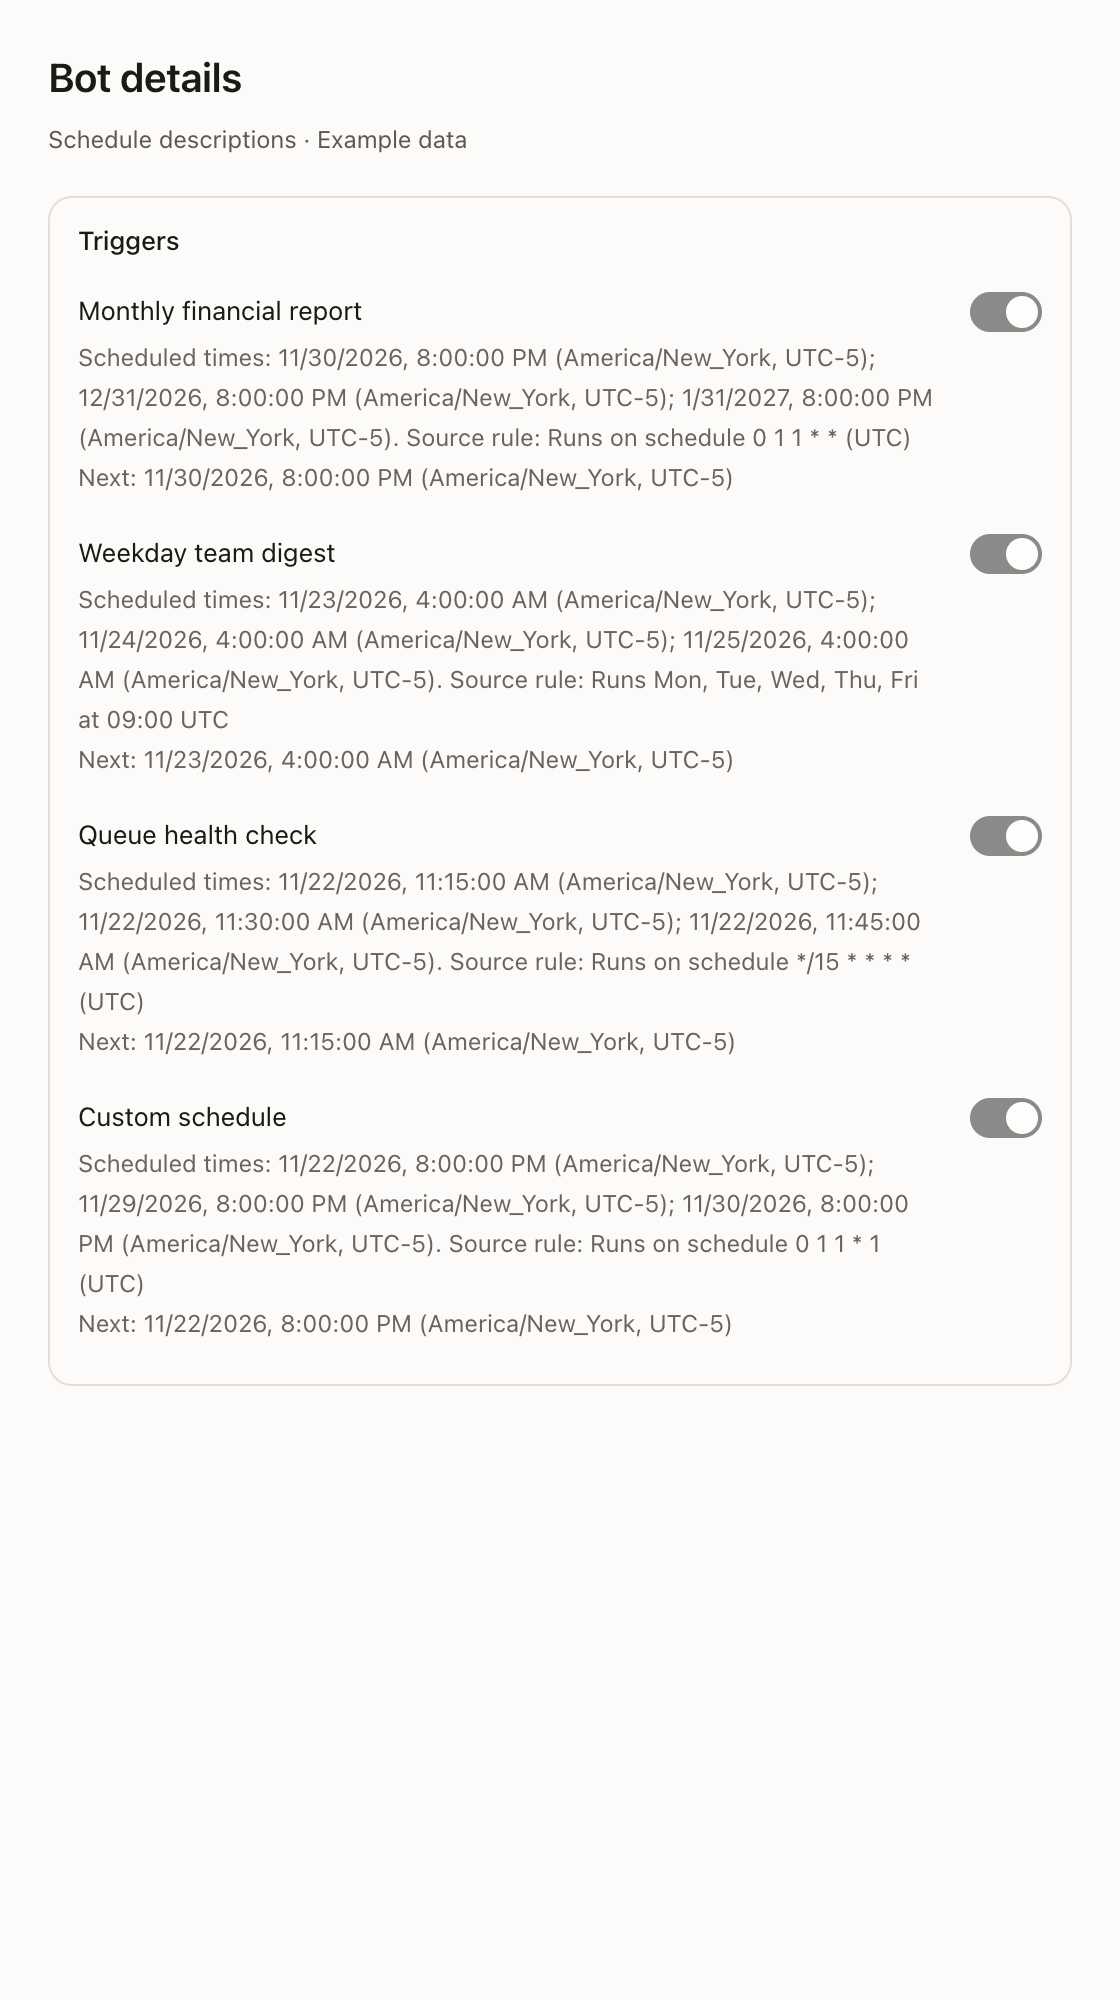 Bot details
Schedule descriptions · Example data
Triggers
Monthly financial report
Scheduled times: 11/30/2026, 8:00:00 PM (America/New_York, UTC-5);
12/31/2026, 8:00:00 PM (America/New_York, UTC-5); 1/31/2027, 8:00:00 PM
(America/New_York, UTC-5). Source rule: Runs on schedule 0 1 1 * * (UTC)
Next: 11/30/2026, 8:00:00 PM (America/New_York, UTC-5)
Weekday team digest
Scheduled times: 11/23/2026, 4:00:00 AM (America/New_York, UTC-5);
11/24/2026, 4:00:00 AM (America/New_York, UTC-5); 11/25/2026, 4:00:00
AM (America/New_York, UTC-5). Source rule: Runs Mon, Tue, Wed, Thu, Fri
at 09:00 UTC
Next: 11/23/2026, 4:00:00 AM (America/New_York, UTC-5)
Queue health check
Scheduled times: 11/22/2026, 11:15:00 AM (America/New_York, UTC-5);
11/22/2026, 11:30:00 AM (America/New_York, UTC-5); 11/22/2026, 11:45:00
AM (America/New_York, UTC-5). Source rule: Runs on schedule */15 * * * *
(UTC)
Next: 11/22/2026, 11:15:00 AM (America/New_York, UTC-5)
Custom schedule
Scheduled times: 11/22/2026, 8:00:00 PM (America/New_York, UTC-5);
11/29/2026, 8:00:00 PM (America/New_York, UTC-5); 11/30/2026, 8:00:00
PM (America/New_York, UTC-5). Source rule: Runs on schedule 0 1 1 * 1
(UTC)
Next: 11/22/2026, 8:00:00 PM (America/New_York, UTC-5)